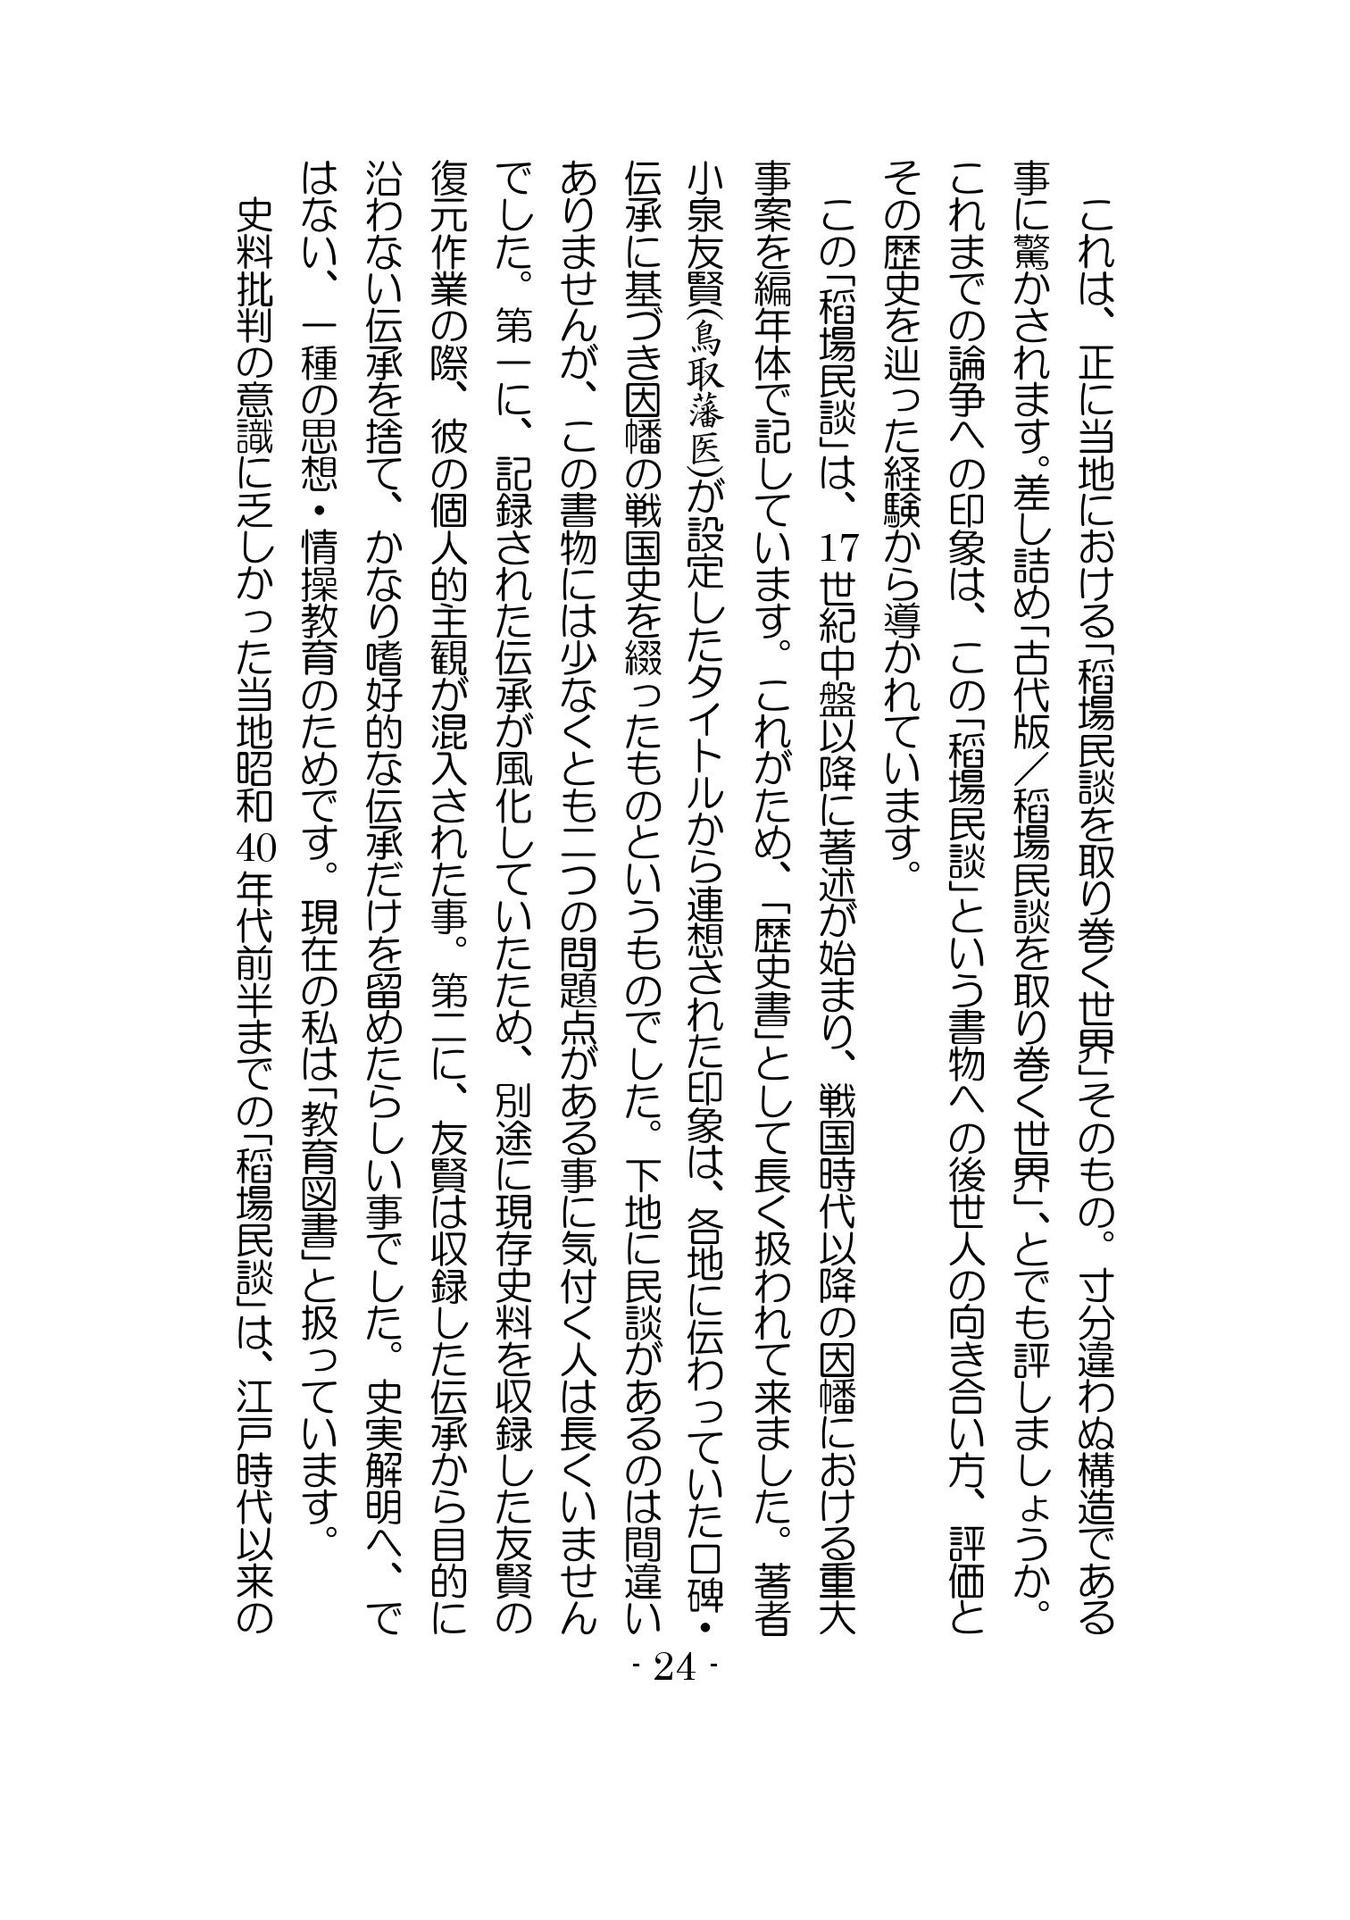 これは、正に当地における「稻場民談を取り巻く世界」そのもの。寸分違わぬ構造である
事に驚かされます。差し詰め「古代版／稻場民談を取り巻く世界」、とでも評しましょうか。
これまでの論争への印象は、この「稻場民談」という書物への後世人の向き合い方、評価と
その歴史を辿った経験から導かれています。
　この「稻場民談」は、17世紀中盤以降に著述が始まり、戦国時代以降の因幡における重大
事案を編年体で記しています。これがため、「歴史書」として長く扱われて来ました。著者
小泉友賢(鳥取藩医)が設定したタイトルから連想された印象は、各地に伝わっていた口碑・
伝承に基づき因幡の戦国史を綴ったものというものでした。下地に民談があるのは間違い
ありませんが、この書物には少なくとも二つの問題点がある事に気付く人は長くいません
でした。第一に、記録された伝承が風化していたため、別途に現存史料を収録した友賢の
復元作業の際、彼の個人的主観が混入された事。第二に、友賢は収録した伝承から目的に
沿わない伝承を捨て、かなり嗜好的な伝承だけを留めたらしい事でした。史実解明へ、で
はない、一種の思想・情操教育のためです。現在の私は「教育図書」と扱っています。
　史料批判の意識に乏しかった当地昭和40年代前半までの「稻場民談」は、江戸時代以来の
- 24 -